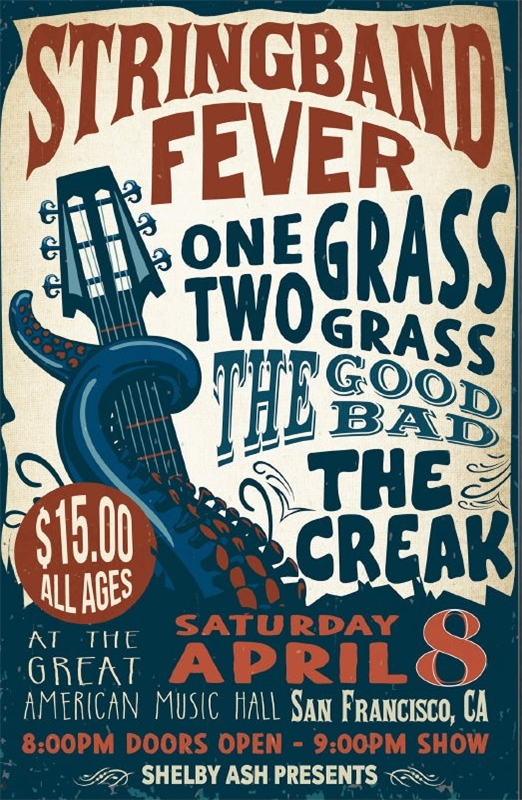 STRINGBAND
FEVER
ONE GRASS
TWO GRASS
THE GOOD
BAD
THE
CREAK
$15.00
ALL AGES
SATURDAY
APRIL 8
AT THE
GREAT
AMERICAN MUSIC HALL SAN FRANCISCO, CA
8:00PM DOORS OPEN - 9:00PM SHOW
SHELBY ASH PRESENTS